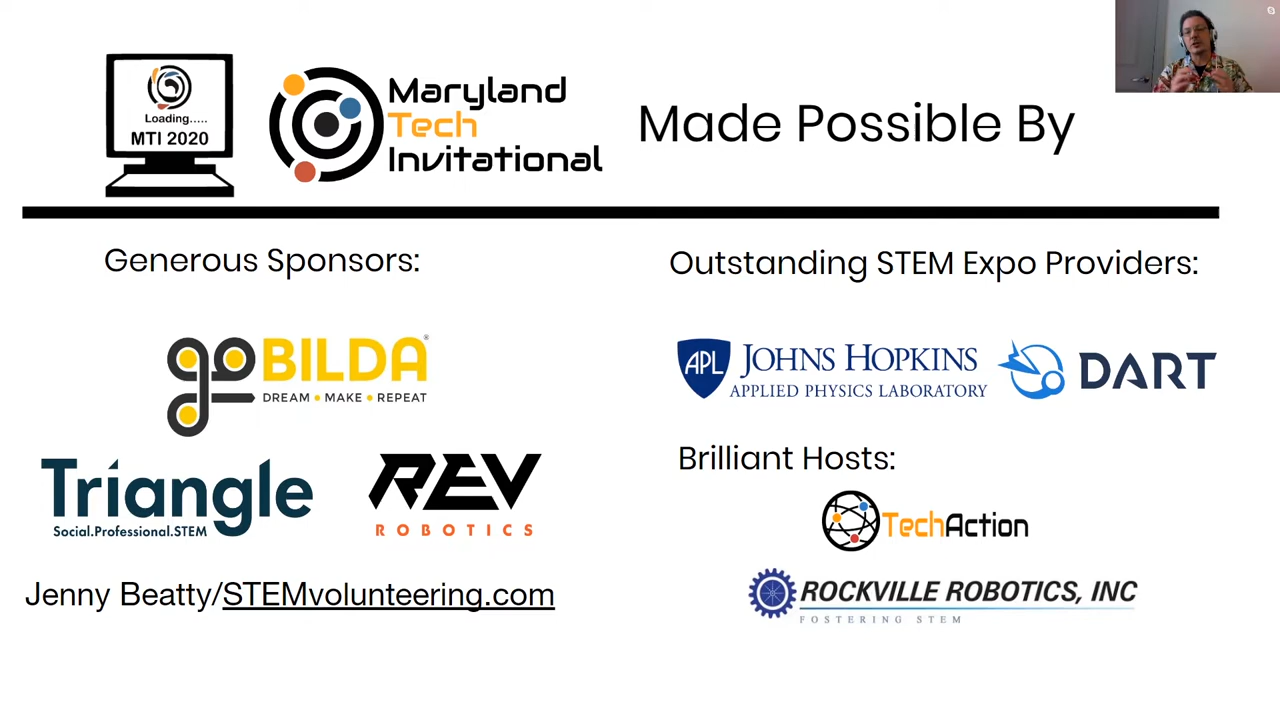 Loading.....
MTI 2020
Maryland
Tech
Invitational
Made Possible By
Generous Sponsors:
goBILDA®
DREAM • MAKE • REPEAT
Triangle
Social.Professional.STEM
REV
ROBOTICS
Jenny Beatty/STEMvolunteering.com
Outstanding STEM Expo Providers:
APL
JOHNS HOPKINS
APPLIED PHYSICS LABORATORY
DART
Brilliant Hosts:
TechAction
ROCKVILLE ROBOTICS, INC
FOSTERING STEM